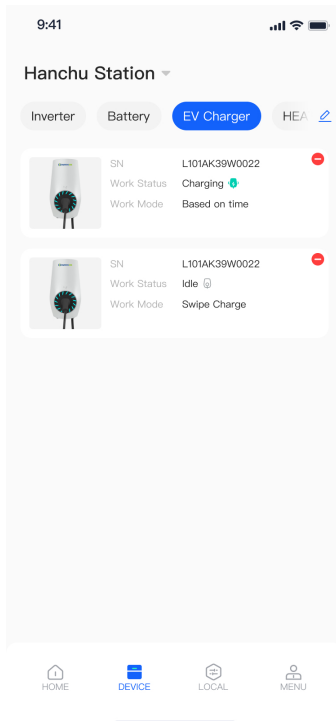 9:41
Hanchu Station
Inverter Battery EV Charger HEA
SN L101AK39W0022
Work Status Charging
Work Mode Based on time
SN L101AK39W0022
Work Status Idle
Work Mode Swipe Charge
HOME DEVICE LOCAL MENU